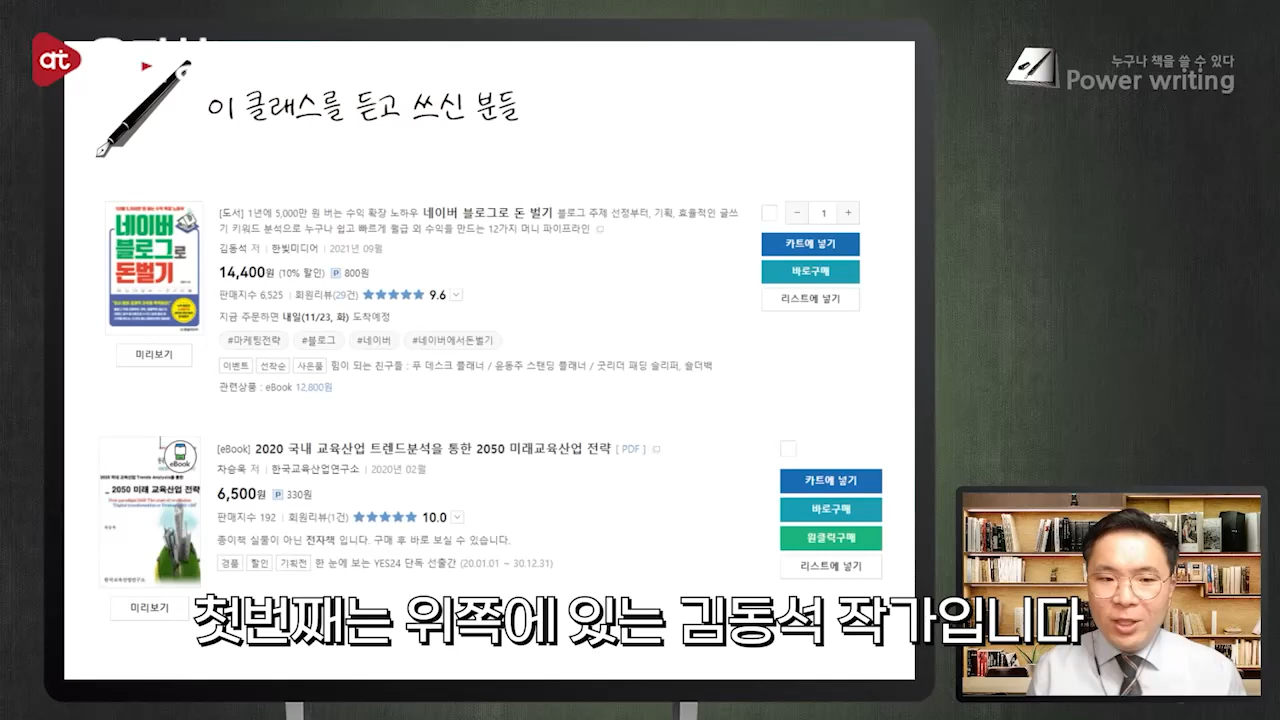 at
누구나 책을 쓸 수 있다
Power writing
이 클래스를 듣고 쓰신 분들
네이버
블로그로
돈벌기
[도서] 1년에 5,000만 원 버는 수익 확장 노하우 네이버 블로그로 돈 벌기 블로그 주제 선정부터, 기획, 효율적인 글쓰
기 키워드 분석으로 누구나 쉽고 빠르게 월급 외 수익을 만드는 12가지 머니 파이프라인
김동석 저 | 한빛미디어 | 2021년 09월
14,400원 (10% 할인) P 800원
판매지수 6,525 | 회원리뷰(29건) ★★★★★ 9.6
지금 주문하면 내일(11/23, 화) 도착예정
#마케팅전략 #블로그 #네이버 #네이버에서돈벌기
이벤트 선착순 사은품 힘이 되는 친구들 : 푸 데스크 플래너 / 윤동주 스탠딩 플래너 / 굿리더 패딩 슬리퍼, 숄더백
관련상품 : eBook 12,800원
미리보기
− 1 +
카트에 넣기
바로구매
리스트에 넣기
eBook
2050 미래 교육산업 전략
한국교육산업연구소
[eBook] 2020 국내 교육산업 트렌드분석을 통한 2050 미래교육산업 전략 [ PDF ]
차승욱 저 | 한국교육산업연구소 | 2020년 02월
6,500원 P 330원
판매지수 192 | 회원리뷰(1건) ★★★★★ 10.0
종이책 실물이 아닌 전자책 입니다. 구매 후 바로 보실 수 있습니다.
경품 할인 기획전 한 눈에 보는 YES24 단독 선출간 (20.01.01 ~ 30.12.31)
미리보기
카트에 넣기
바로구매
원클릭구매
리스트에 넣기
첫번째는 위쪽에 있는 김동석 작가입니다